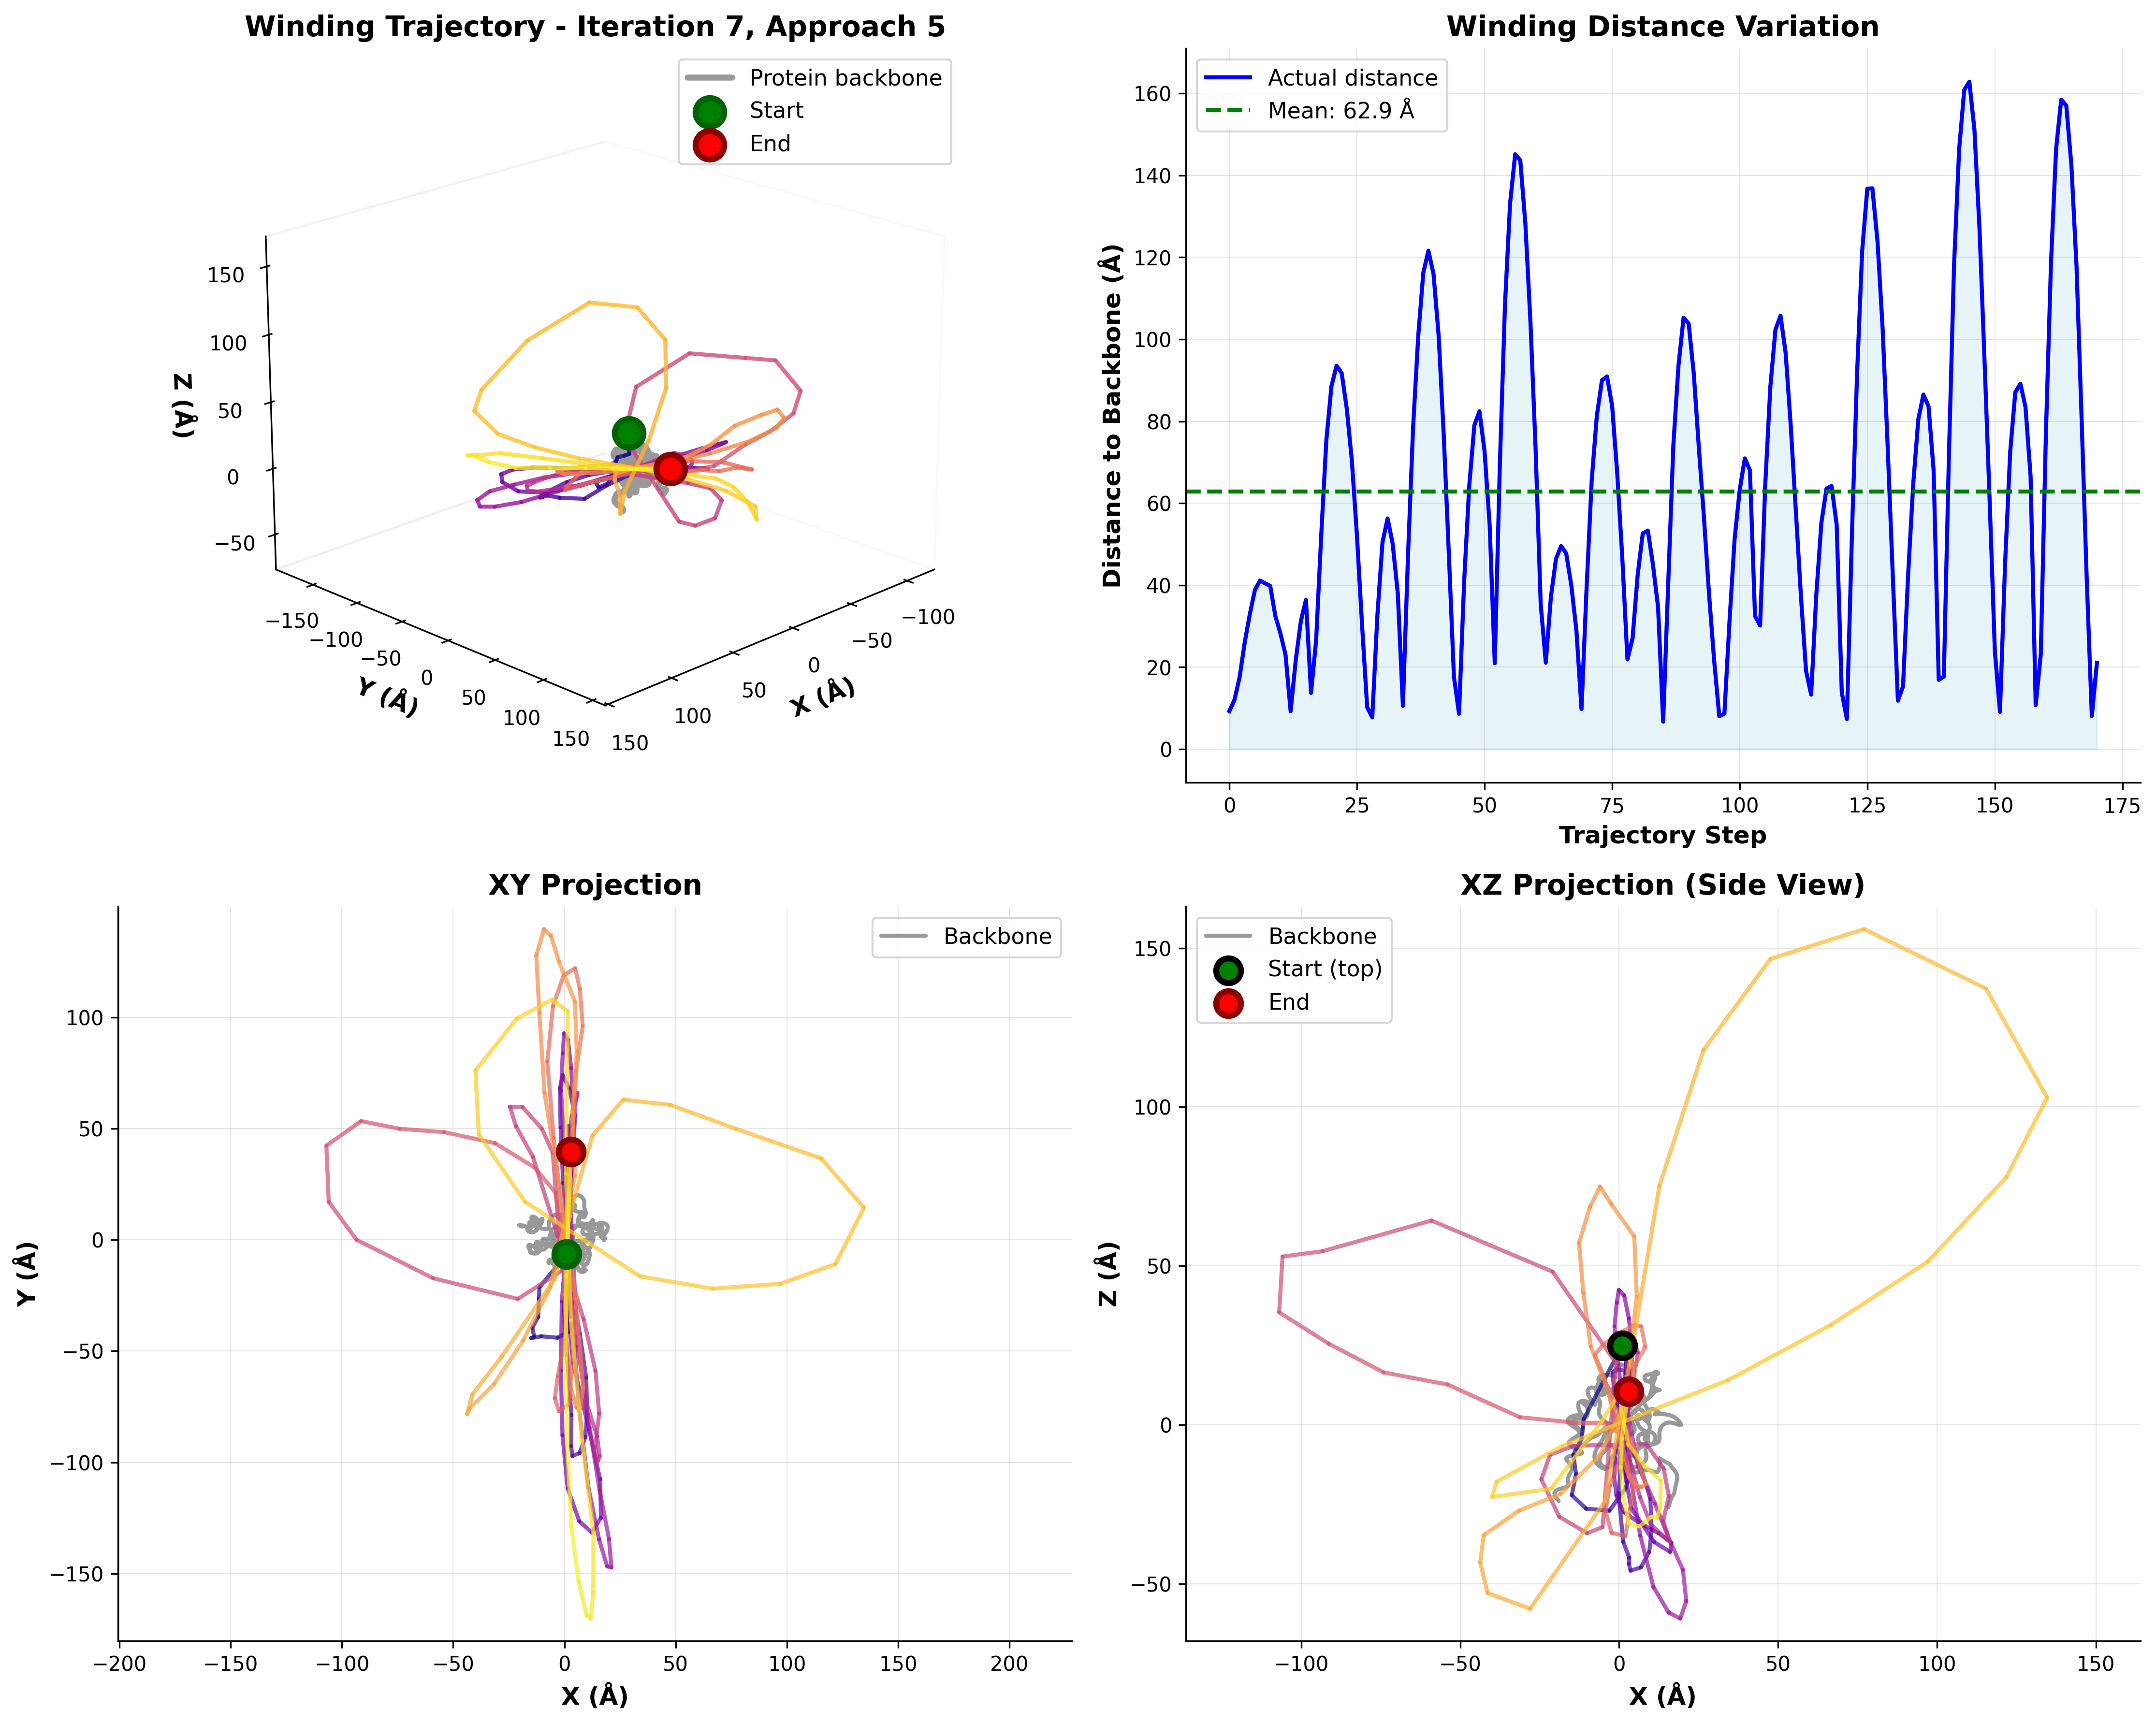 Winding Trajectory - Iteration 7, Approach 5
Protein backbone
Start
End
150
100
50
0
−50
Z (Å)
−150
−100
−50
0
50
100
150
Y (Å)
−100
−50
0
50
100
150
X (Å)
Winding Distance Variation
Actual distance
Mean: 62.9 Å
160
140
120
100
80
60
40
20
0
Distance to Backbone (Å)
0
25
50
75
100
125
150
175
Trajectory Step
XY Projection
Backbone
100
50
0
−50
−100
−150
Y (Å)
−200
−150
−100
−50
0
50
100
150
200
X (Å)
XZ Projection (Side View)
Backbone
Start (top)
End
150
100
50
0
−50
Z (Å)
−100
−50
0
50
100
150
X (Å)